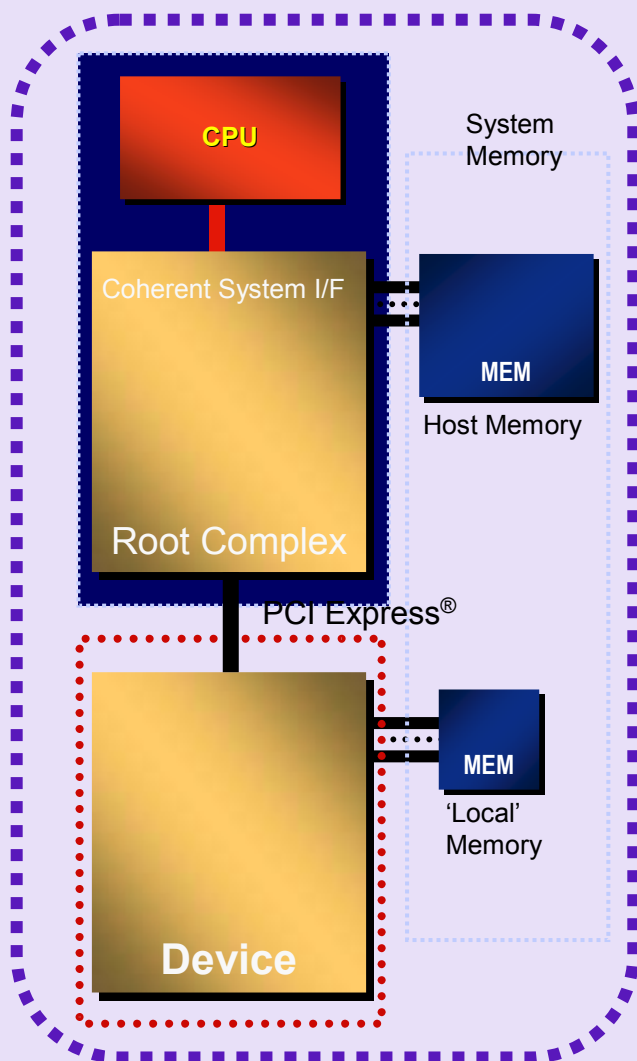 CPU
System
Memory
Coherent System I/F
MEM
Host Memory
Root Complex
PCI Express®
MEM
‘Local’
Memory
Device